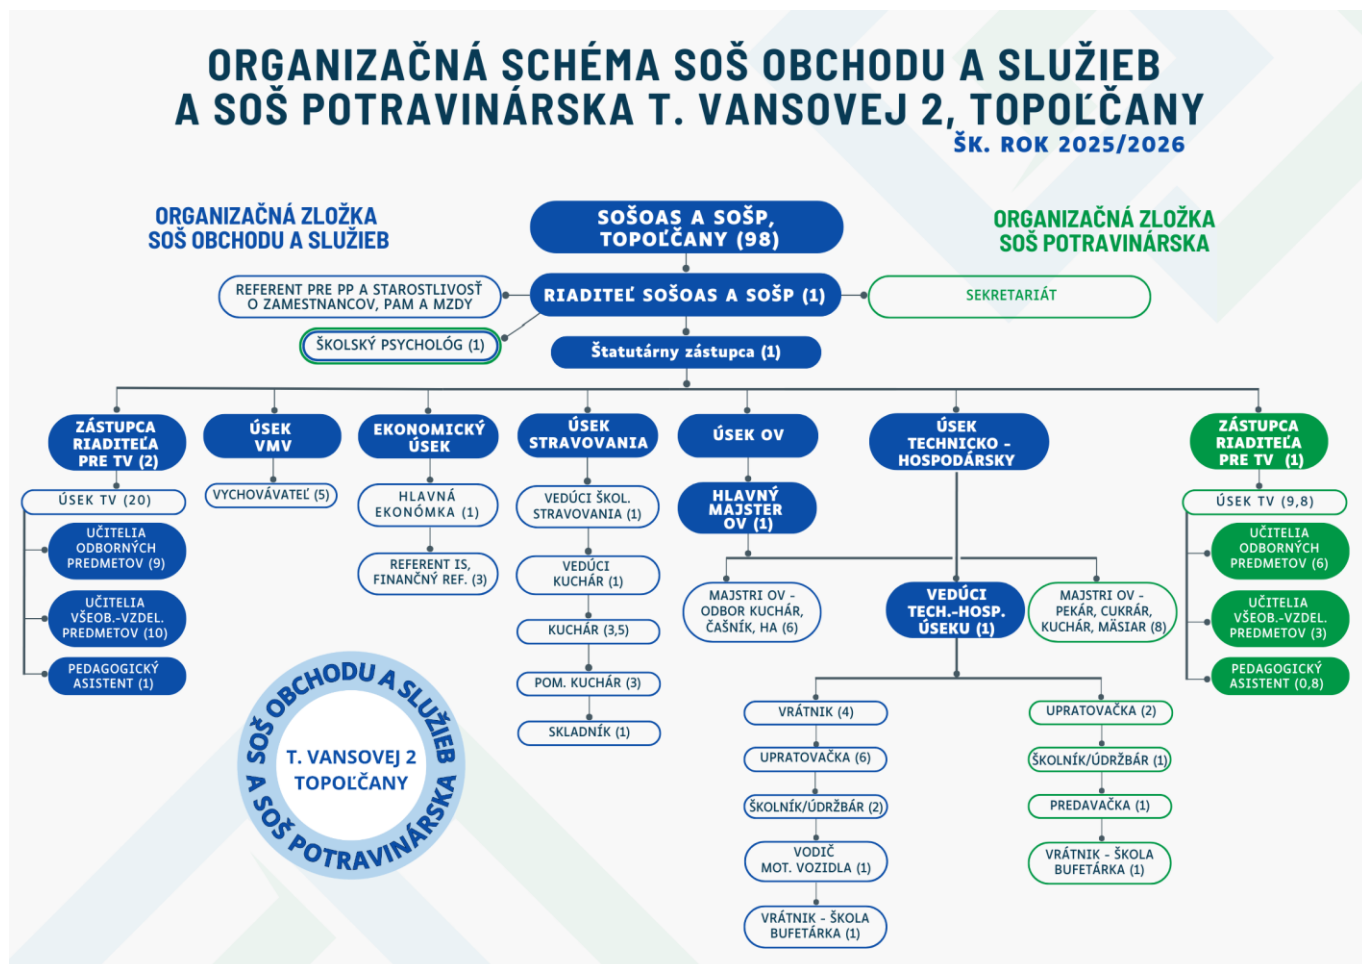 ORGANIZAČNÁ SCHÉMA SOŠ OBCHODU A SLUŽIEB
A SOŠ POTRAVINÁRSKA T. VANSOVEJ 2, TOPOĽČANY
ŠK. ROK 2025/2026
ORGANIZAČNÁ ZLOŽKA
SOŠ OBCHODU A SLUŽIEB
SOŠOAS A SOŠP,
TOPOĽČANY (98)
ORGANIZAČNÁ ZLOŽKA
SOŠ POTRAVINÁRSKA
REFERENT PRE PP A STAROSTLIVOSŤ
O ZAMESTNANCOV, PAM A MZDY
RIADITEĽ SOŠOAS A SOŠP (1)
SEKRETARIÁT
ŠKOLSKÝ PSYCHOLÓG (1)
Štatutárny zástupca (1)
ZÁSTUPCA
RIADITEĽA
PRE TV (2)
ÚSEK TV (20)
UČITELIA
ODBORNÝCH
PREDMETOV (9)
UČITELIA
VŠEOB.-VZDEL.
PREDMETOV (10)
PEDAGOGICKÝ
ASISTENT (1)
ÚSEK
VMV
VYCHOVÁVATEĽ (5)
EKONOMICKÝ
ÚSEK
HLAVNÁ
EKONÓMKA (1)
REFERENT IS,
FINANČNÝ REF. (3)
ÚSEK
STRAVOVANIA
VEDÚCI ŠKOL.
STRAVOVANIA (1)
VEDÚCI
KUCHÁR (1)
KUCHÁR (3,5)
POM. KUCHÁR (3)
SKLADNÍK (1)
ÚSEK OV
HLAVNÝ
MAJSTER
OV (1)
MAJSTRI OV -
ODBOR KUCHÁR,
ČAŠNÍK, HA (6)
MAJSTRI OV -
PEKÁR, CUKRÁR,
KUCHÁR, MÄSIAR (8)
ÚSEK
TECHNICKO -
HOSPODÁRSKY
VEDÚCI
TECH.-HOSP.
ÚSEKU (1)
VRÁTNIK (4)
UPRATOVAČKA (6)
ŠKOLNÍK/ÚDRŽBÁR (2)
VODIČ
MOT. VOZIDLA (1)
VRÁTNIK - ŠKOLA
BUFETÁRKA (1)
UPRATOVAČKA (2)
ŠKOLNÍK/ÚDRŽBÁR (1)
PREDAVAČKA (1)
VRÁTNIK - ŠKOLA
BUFETÁRKA (1)
ZÁSTUPCA
RIADITEĽA
PRE TV (1)
ÚSEK TV (9,8)
UČITELIA
ODBORNÝCH
PREDMETOV (6)
UČITELIA
VŠEOB.-VZDEL.
PREDMETOV (3)
PEDAGOGICKÝ
ASISTENT (0,8)
SOŠ OBCHODU A SLUŽIEB
A SOŠ POTRAVINÁRSKA
T. VANSOVEJ 2
TOPOĽČANY